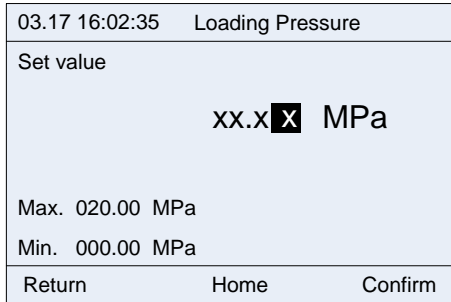 03.17 16:02:35 Loading Pressure
Set value
xx.xx MPa
Max. 020.00 MPa
Min. 000.00 MPa
Return Home Confirm